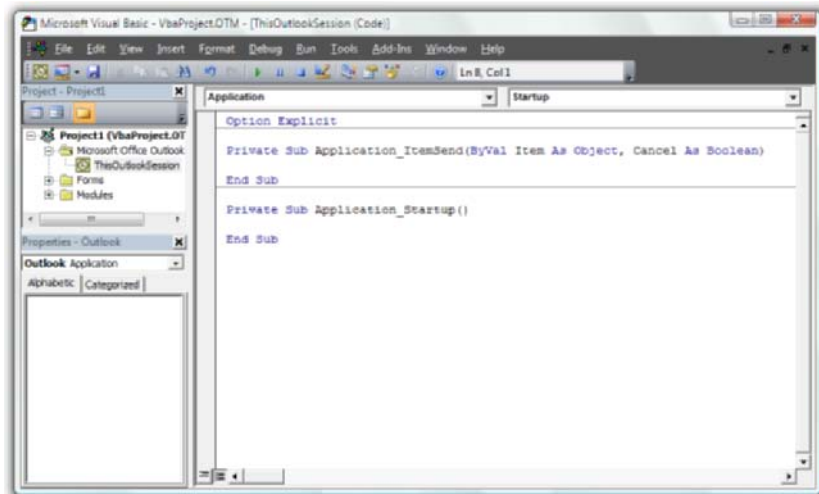 Microsoft Visual Basic - VbaProject.OTM - [ThisOutlookSession (Code)]
File Edit View Insert Format Debug Run Tools Add-Ins Window Help
Ln 8, Col 1
Project - Project1
Application
Startup
Project1 (VbaProject.OT
Microsoft Office Outlook
ThisOutlookSession
Forms
Modules
Properties - Outlook
Outlook Application
Alphabetic Categorized
Option Explicit
Private Sub Application_ItemSend(ByVal Item As Object, Cancel As Boolean)
End Sub
Private Sub Application_Startup()
End Sub